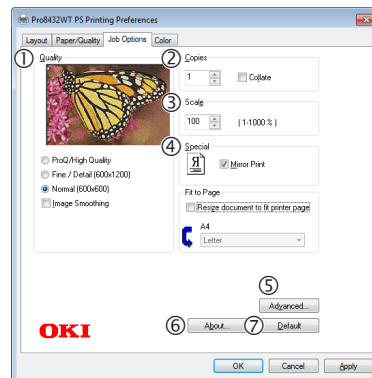 Pro8432WT PS Printing Preferences
Layout Paper/Quality Job Options Color
① Quality
ProQ/High Quality
Fine / Detail (600x1200)
Normal (600x600)
Image Smoothing
② Copies
1 Collate
③ Scale
100 (1-1000 %)
④ Special
R Mirror Print
Fit to Page
Resize document to fit printer page
A4
Letter
⑤
Advanced...
OKI
⑥ About... ⑦ Default
OK Cancel Apply